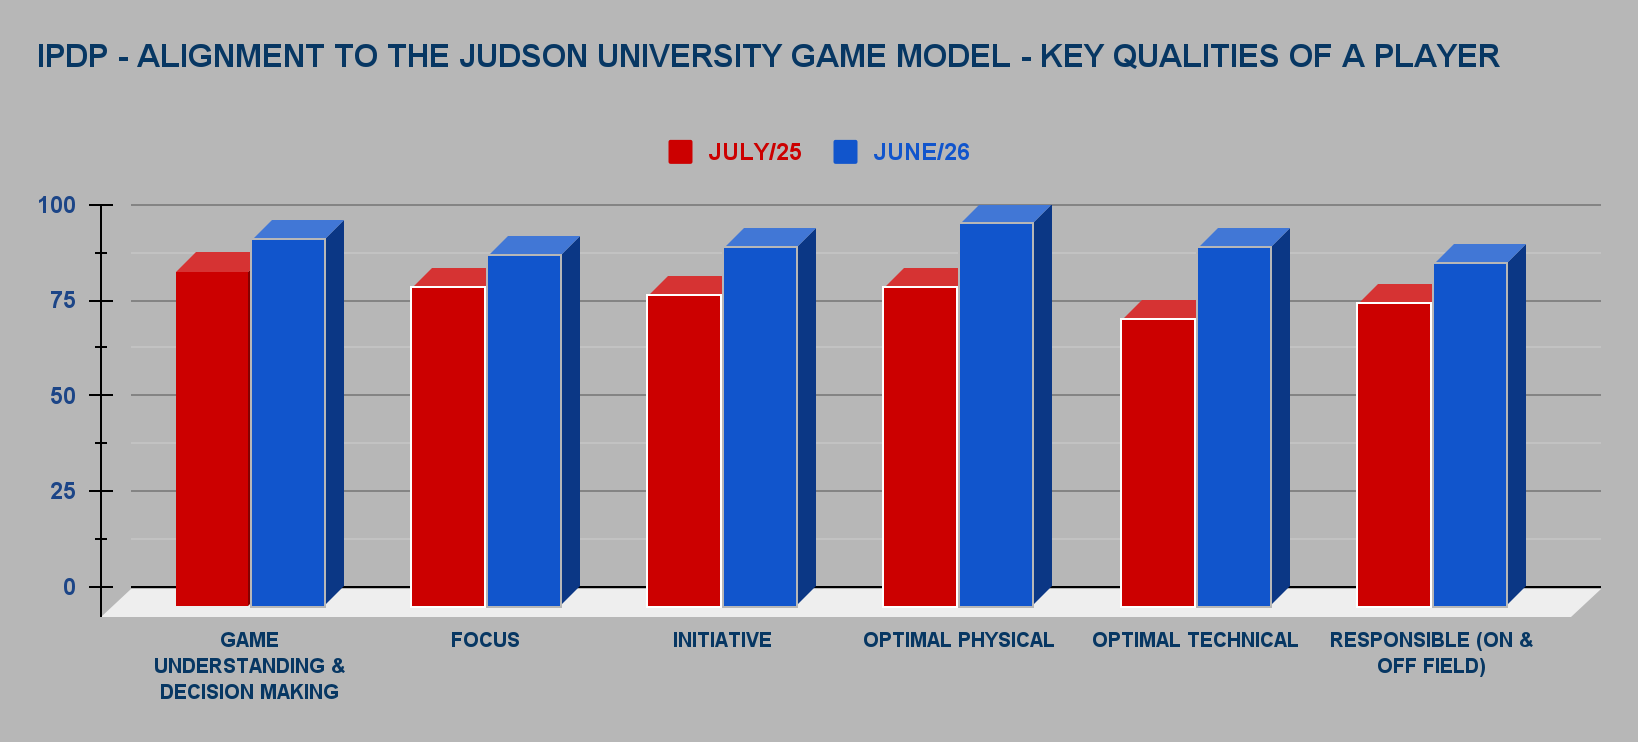 IPDP - ALIGNMENT TO THE JUDSON UNIVERSITY GAME MODEL - KEY QUALITIES OF A PLAYER
JULY/25 JUNE/26
100
75
50
25
0
GAME
UNDERSTANDING &
DECISION MAKING
FOCUS
INITIATIVE
OPTIMAL PHYSICAL
OPTIMAL TECHNICAL
RESPONSIBLE (ON &
OFF FIELD)